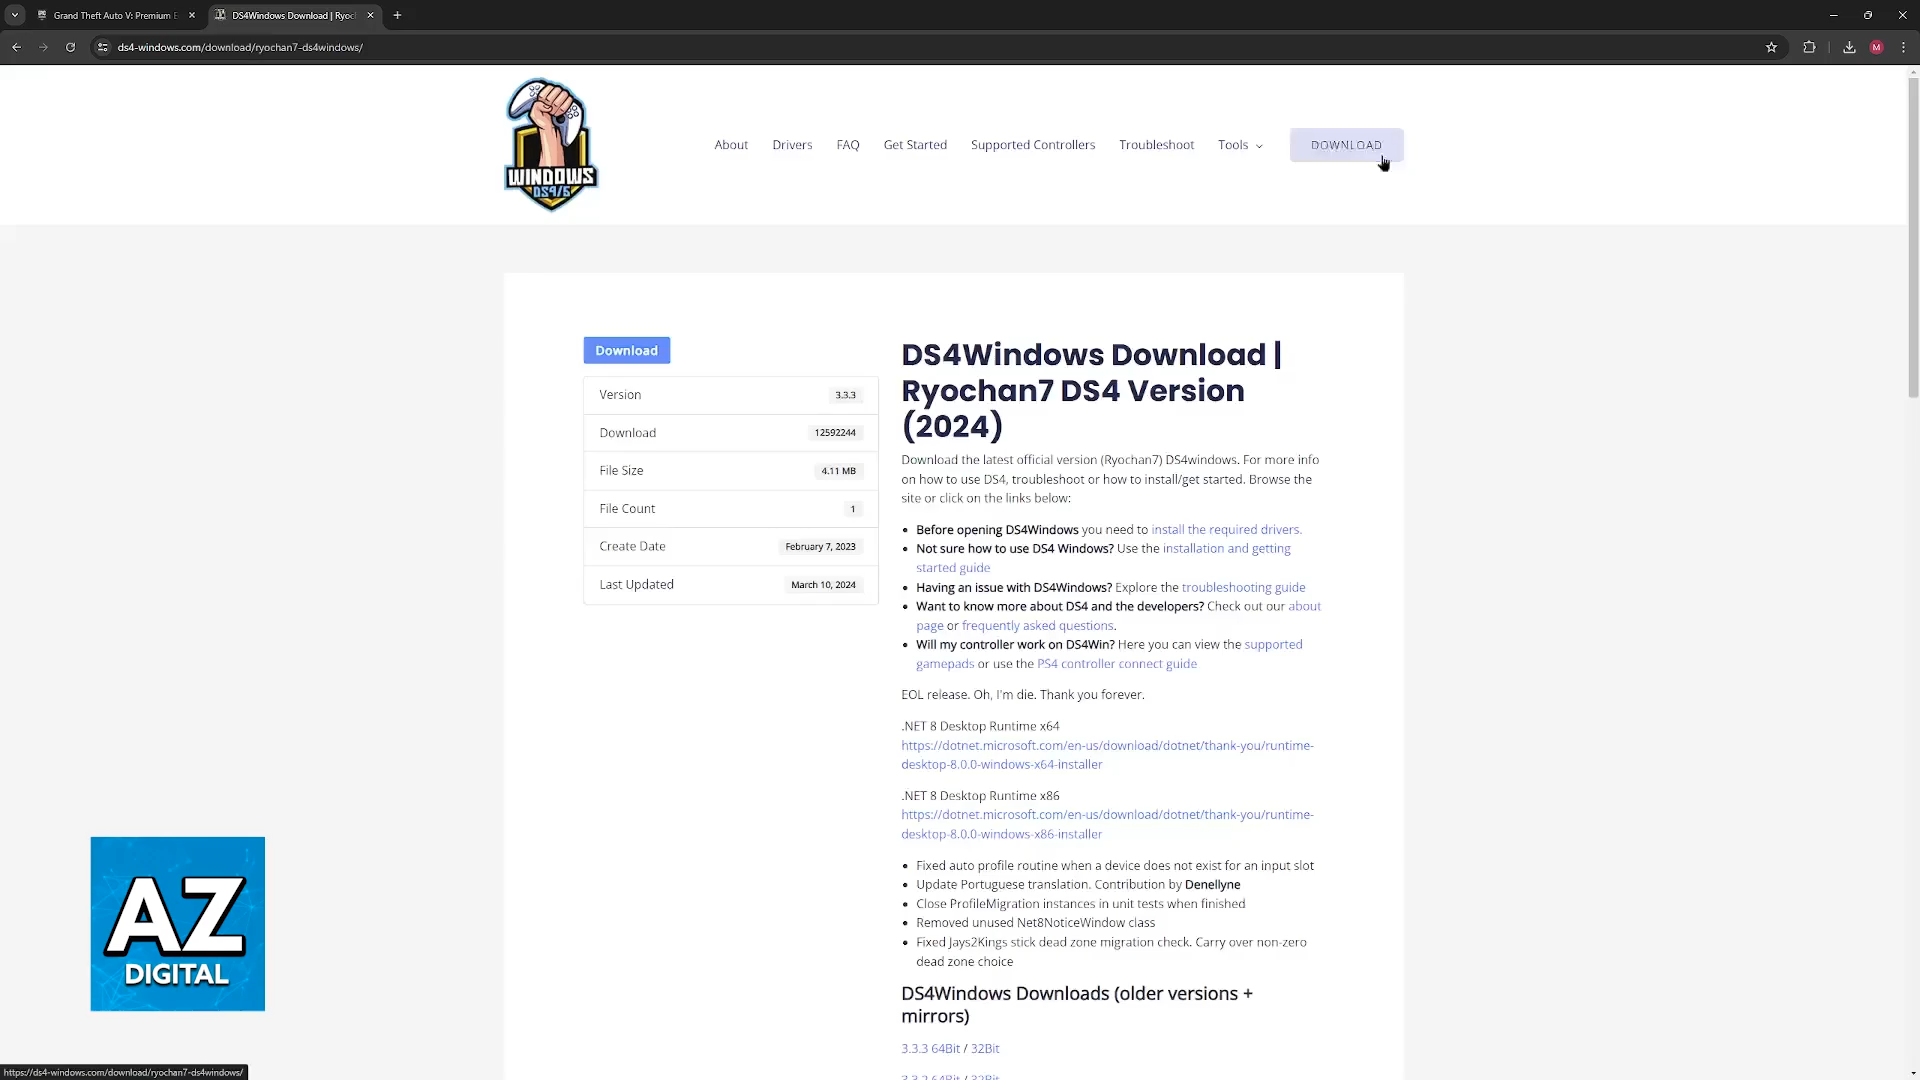 Grand Theft Auto V: Premium E
DS4Windows Download | Ryoc
ds4-windows.com/download/ryochan7-ds4windows/
M
WINDOWS
DS4/5
About
Drivers
FAQ
Get Started
Supported Controllers
Troubleshoot
Tools
DOWNLOAD
Download
Version 3.3.3
Download 12592244
File Size 4.11 MB
File Count 1
Create Date February 7, 2023
Last Updated March 10, 2024
DS4Windows Download |
Ryochan7 DS4 Version
(2024)
Download the latest official version (Ryochan7) DS4windows. For more info
on how to use DS4, troubleshoot or how to install/get started. Browse the
site or click on the links below:
Before opening DS4Windows you need to install the required drivers.
Not sure how to use DS4 Windows? Use the installation and getting
started guide
Having an issue with DS4Windows? Explore the troubleshooting guide
Want to know more about DS4 and the developers? Check out our about
page or frequently asked questions.
Will my controller work on DS4Win? Here you can view the supported
gamepads or use the PS4 controller connect guide
EOL release. Oh, I'm die. Thank you forever.
.NET 8 Desktop Runtime x64
https://dotnet.microsoft.com/en-us/download/dotnet/thank-you/runtime-
desktop-8.0.0-windows-x64-installer
.NET 8 Desktop Runtime x86
https://dotnet.microsoft.com/en-us/download/dotnet/thank-you/runtime-
desktop-8.0.0-windows-x86-installer
Fixed auto profile routine when a device does not exist for an input slot
Update Portuguese translation. Contribution by Denellyne
Close ProfileMigration instances in unit tests when finished
Removed unused Net8NoticeWindow class
Fixed Jays2Kings stick dead zone migration check. Carry over non-zero
dead zone choice
DS4Windows Downloads (older versions +
mirrors)
3.3.3 64Bit / 32Bit
3.3.2 64Bit / 32Bit
AZ
DIGITAL
https://ds4-windows.com/download/ryochan7-ds4windows/